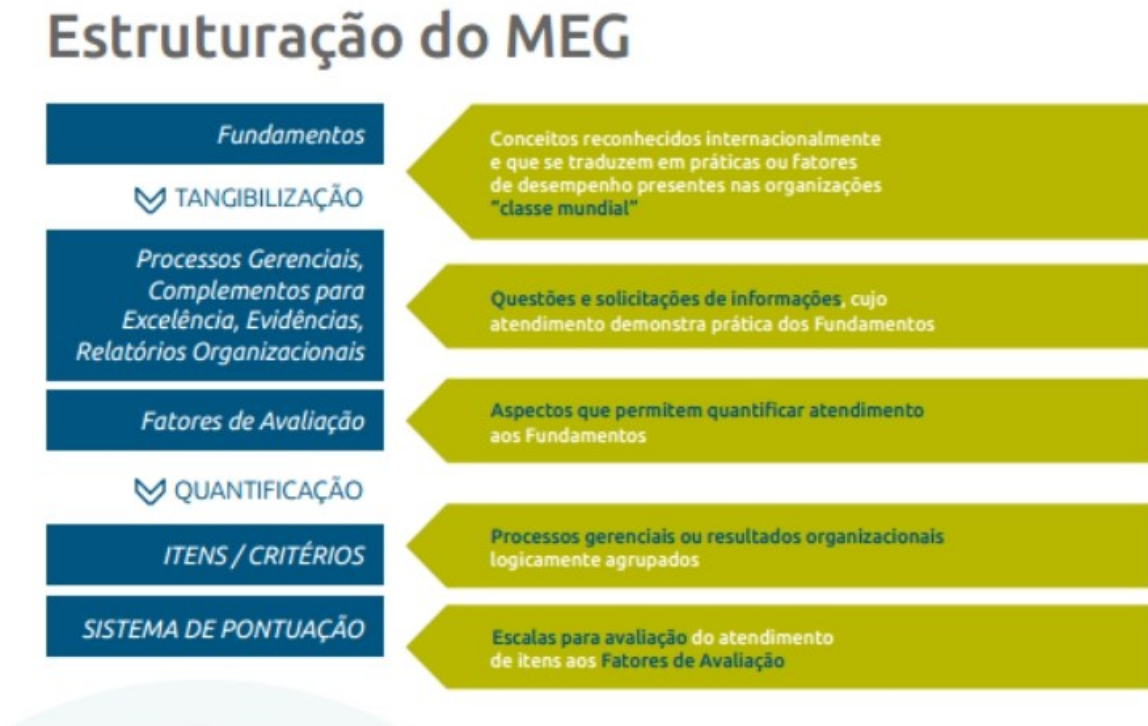 Estruturação do MEG
Fundamentos
Conceitos reconhecidos internacionalmente
e que se traduzem em práticas ou fatores
de desempenho presentes nas organizações
"classe mundial"
TANGIBILIZAÇÃO
Processos Gerenciais,
Complementos para
Excelência, Evidências,
Relatórios Organizacionais
Questões e solicitações de informações, cujo
atendimento demonstra prática dos Fundamentos
Fatores de Avaliação
Aspectos que permitem quantificar atendimento
aos Fundamentos
QUANTIFICAÇÃO
ITENS / CRITÉRIOS
Processos gerenciais ou resultados organizacionais
logicamente agrupados
SISTEMA DE PONTUAÇÃO
Escalas para avaliação do atendimento
de itens aos Fatores de Avaliação